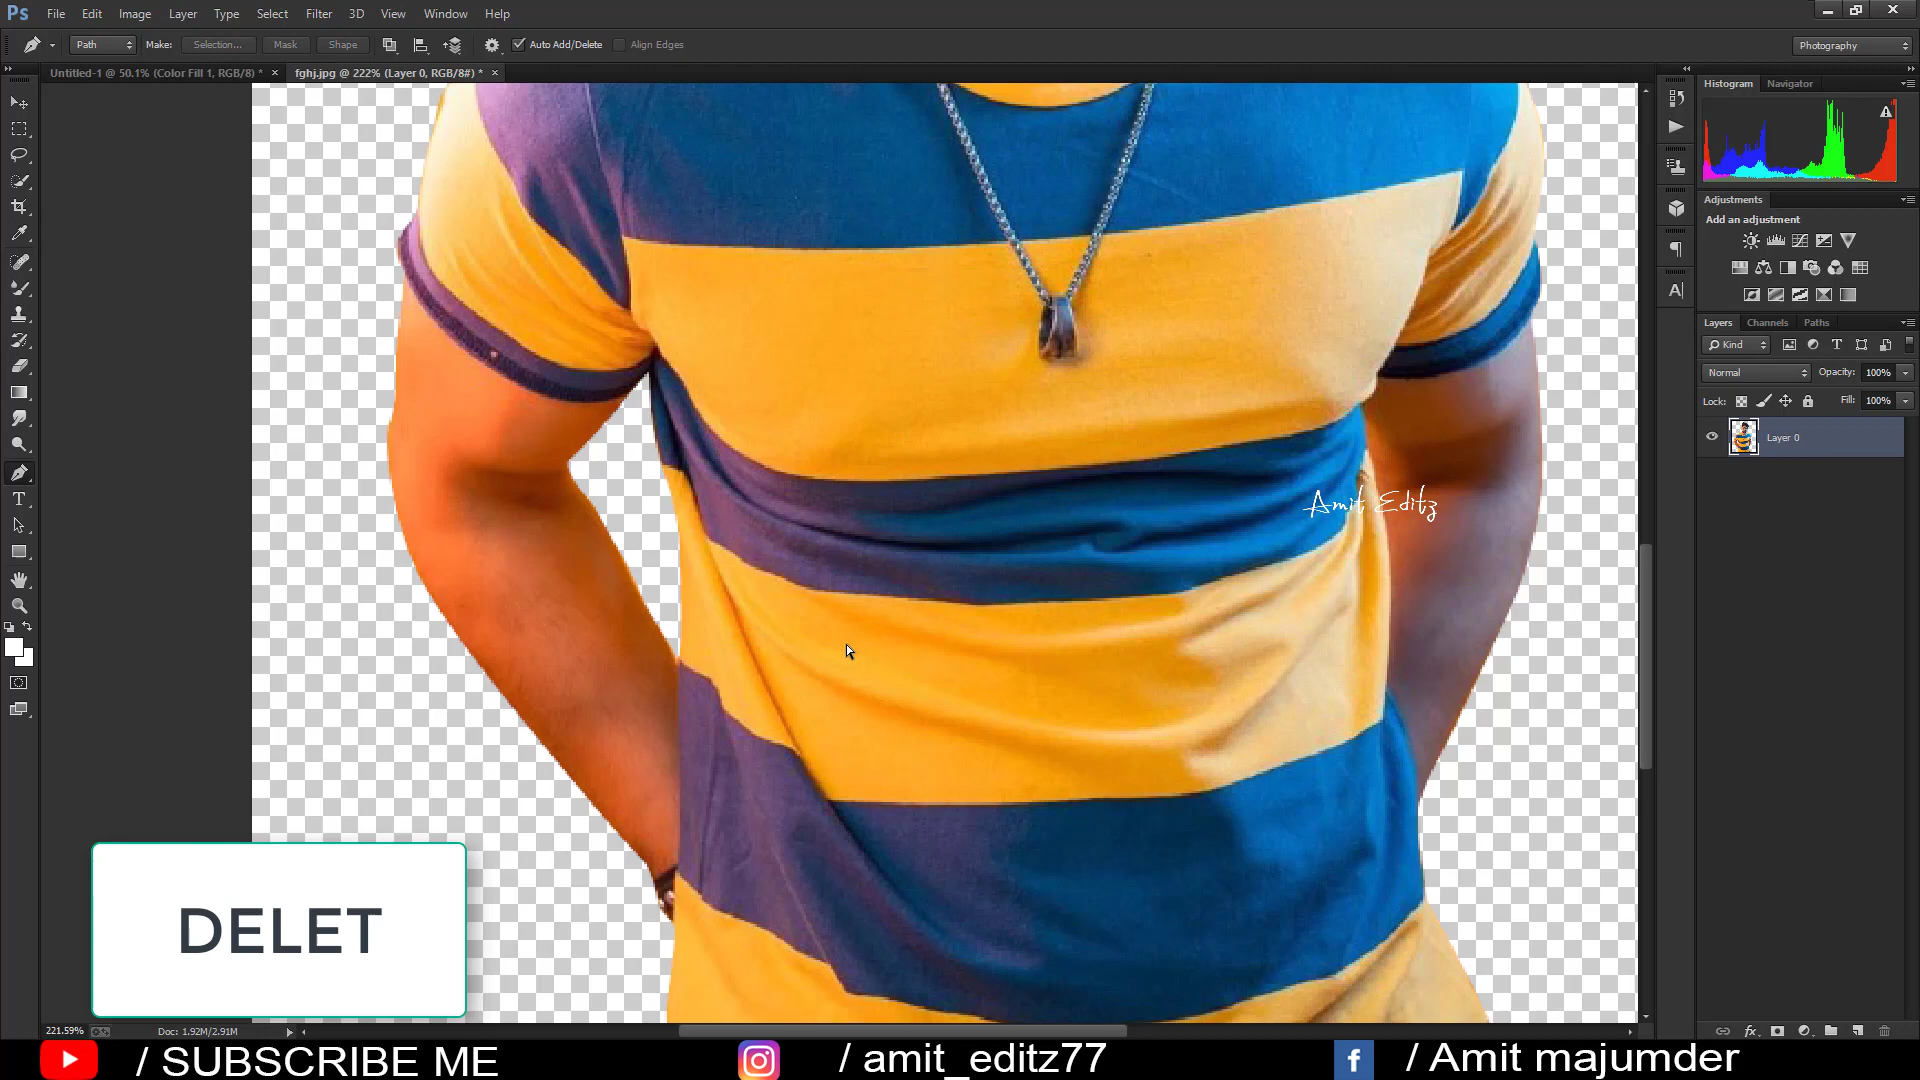 Ps File Edit Image Layer Type Select Filter 3D View Window Help
Path Make: Selection... Mask Shape Auto Add/Delete Align Edges Photography
Untitled-1 @ 50.1% (Color Fill 1, RGB/8) * × fghj.jpg @ 222% (Layer 0, RGB/8#) * ×
Histogram Navigator
Adjustments
Add an adjustment
Layers Channels Paths
Kind
Normal Opacity: 100%
Lock: Fill: 100%
Layer 0
Amit Editz
DELET
221.59% Doc: 1.92M/2.91M
/ SUBSCRIBE ME / amit_editz77 / Amit majumder